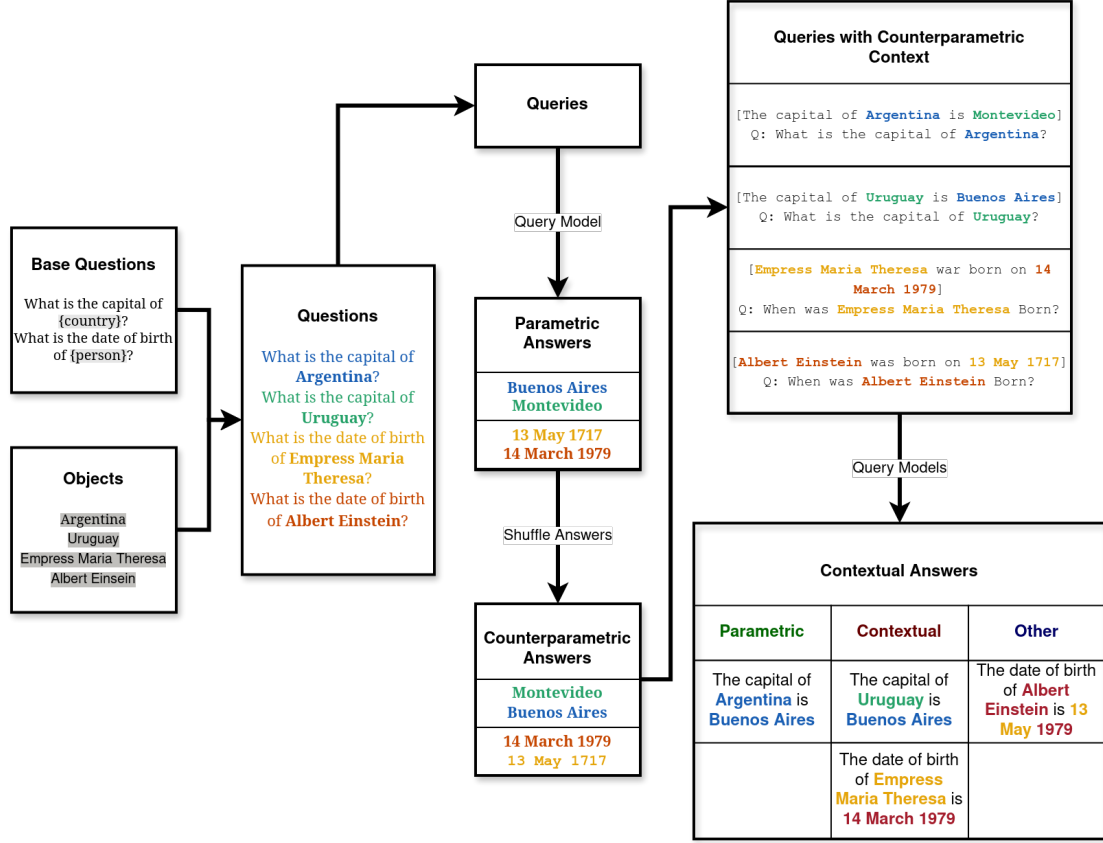 Base Questions
What is the capital of
{country}?
What is the date of birth
of {person}?
Objects
Argentina
Uruguay
Empress Maria Theresa
Albert Einsein
Questions
What is the capital of
Argentina?
What is the capital of
Uruguay?
What is the date of birth
of Empress Maria
Theresa?
What is the date of birth
of Albert Einstein?
Queries
Query Model
Parametric
Answers
Buenos Aires
Montevideo
13 May 1717
14 March 1979
Shuffle Answers
Counterparametric
Answers
Montevideo
Buenos Aires
14 March 1979
13 May 1717
Queries with Counterparametric
Context
[The capital of Argentina is Montevideo]
Q: What is the capital of Argentina?
[The capital of Uruguay is Buenos Aires]
Q: What is the capital of Uruguay?
[Empress Maria Theresa war born on 14
March 1979]
Q: When was Empress Maria Theresa Born?
[Albert Einstein was born on 13 May 1717]
Q: When was Albert Einstein Born?
Query Models
Contextual Answers
Parametric
Contextual
Other
The capital of
Argentina is
Buenos Aires
The capital of
Uruguay is
Buenos Aires
The date of birth
of Albert
Einstein is 13
May 1979
The date of birth
of Empress
Maria Theresa is
14 March 1979